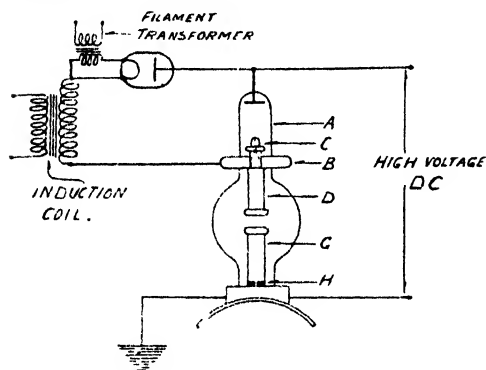 FILAMENT
TRANSFORMER
A
C
B
HIGH VOLTAGE
DC
INDUCTION
COIL.
D
G
H